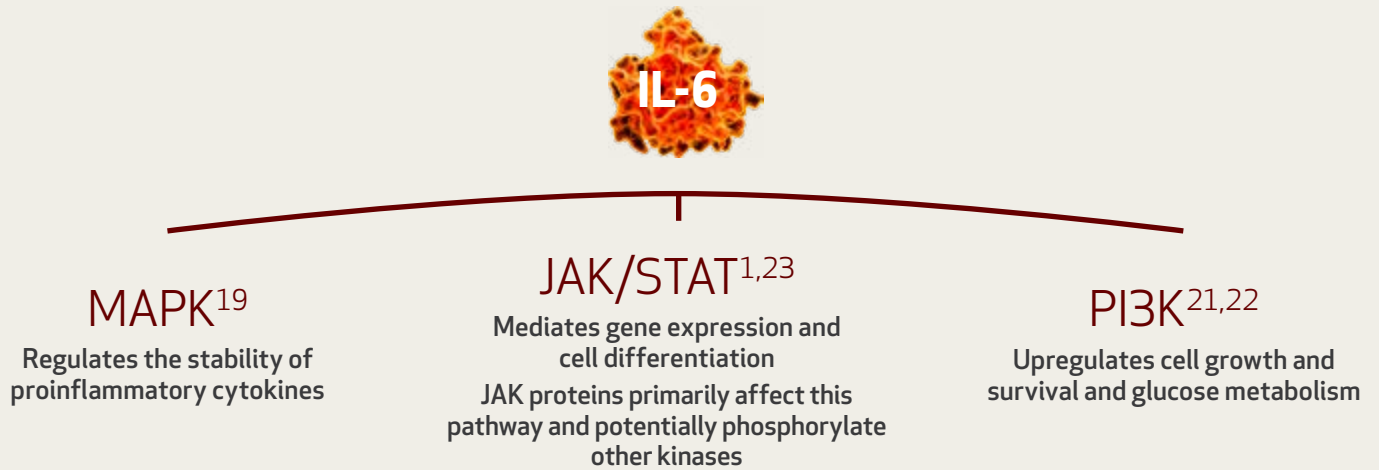 IL-6
MAPK19
Regulates the stability of
proinflammatory cytokines
JAK/STAT1,23
Mediates gene expression and
cell differentiation
JAK proteins primarily affect this
pathway and potentially phosphorylate
other kinases
PI3K21,22
Upregulates cell growth and
survival and glucose metabolism